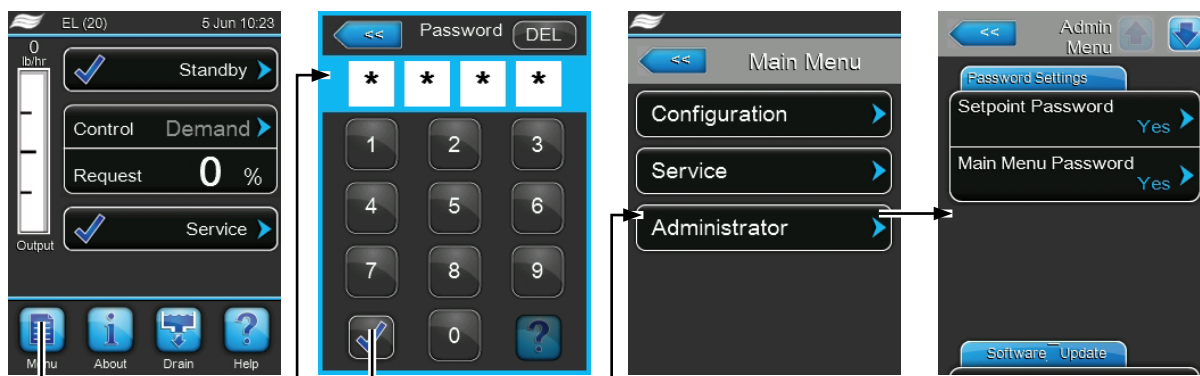 EL (20) 5 Jun 10:23
0
lb/hr
Standby
Control Demand
Request 0 %
Service
Output
Menu About Drain Help
<< Password DEL
* * * *
1 2 3
4 5 6
7 8 9
0 ?
<< Main Menu
Configuration
Service
Administrator
<< Admin
Menu
Password Settings
Setpoint Password
Yes
Main Menu Password
Yes
Software Update